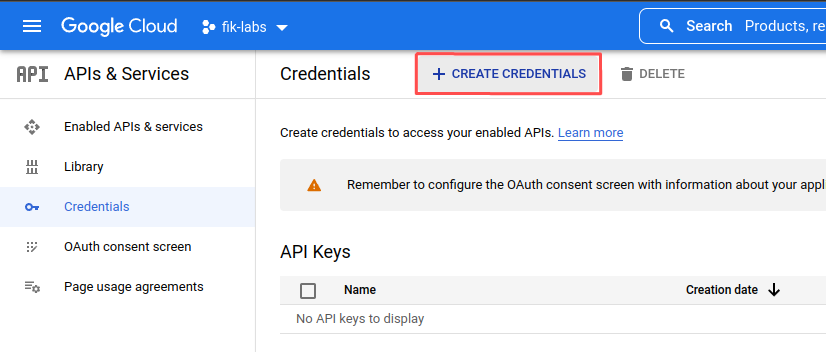 Google Cloud fik-labs Search Products, re
API APIs & Services Credentials + CREATE CREDENTIALS DELETE
Enabled APIs & services
Library
Credentials
OAuth consent screen
Page usage agreements
Create credentials to access your enabled APIs. Learn more
Remember to configure the OAuth consent screen with information about your appl
API Keys
Name Creation date
No API keys to display